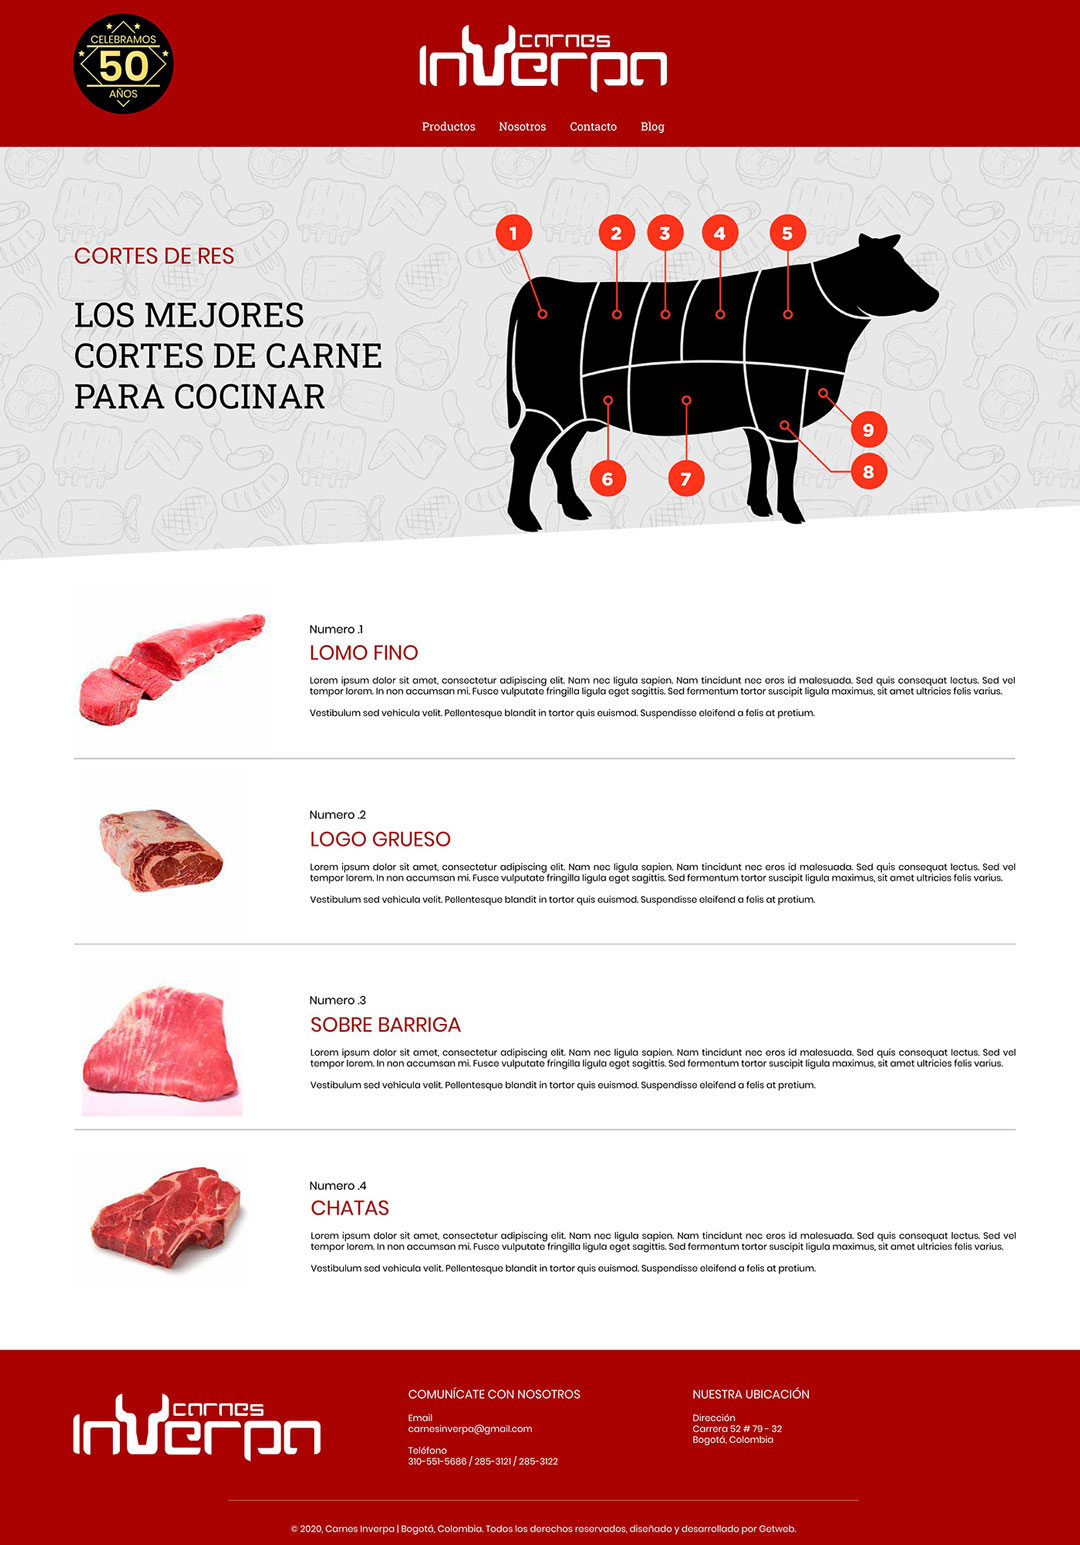 CELEBRAMOS
50
AÑOS
carnes
Inverpa
Productos Nosotros Contacto Blog
CORTES DE RES
LOS MEJORES
CORTES DE CARNE
PARA COCINAR
1 2 3 4 5
9
8
6 7
Numero .1
LOMO FINO
Lorem ipsum dolor sit amet, consectetur adipiscing elit. Nam nec ligula sapien. Nam tincidunt nec eros id malesuada. Sed quis consequat lectus. Sed vel
tempor lorem. In non accumsan mi. Fusce vulputate fringilla ligula eget sagittis. Sed fermentum tortor suscipit ligula maximus, sit amet ultricies felis varius.
Vestibulum sed vehicula velit. Pellentesque blandit in tortor quis euismod. Suspendisse eleifend a felis at pretium.
Numero .2
LOGO GRUESO
Lorem ipsum dolor sit amet, consectetur adipiscing elit. Nam nec ligula sapien. Nam tincidunt nec eros id malesuada. Sed quis consequat lectus. Sed vel
tempor lorem. In non accumsan mi. Fusce vulputate fringilla ligula eget sagittis. Sed fermentum tortor suscipit ligula maximus, sit amet ultricies felis varius.
Vestibulum sed vehicula velit. Pellentesque blandit in tortor quis euismod. Suspendisse eleifend a felis at pretium.
Numero .3
SOBRE BARRIGA
Lorem ipsum dolor sit amet, consectetur adipiscing elit. Nam nec ligula sapien. Nam tincidunt nec eros id malesuada. Sed quis consequat lectus. Sed vel
tempor lorem. In non accumsan mi. Fusce vulputate fringilla ligula eget sagittis. Sed fermentum tortor suscipit ligula maximus, sit amet ultricies felis varius.
Vestibulum sed vehicula velit. Pellentesque blandit in tortor quis euismod. Suspendisse eleifend a felis at pretium.
Numero .4
CHATAS
Lorem ipsum dolor sit amet, consectetur adipiscing elit. Nam nec ligula sapien. Nam tincidunt nec eros id malesuada. Sed quis consequat lectus. Sed vel
tempor lorem. In non accumsan mi. Fusce vulputate fringilla ligula eget sagittis. Sed fermentum tortor suscipit ligula maximus, sit amet ultricies felis varius.
Vestibulum sed vehicula velit. Pellentesque blandit in tortor quis euismod. Suspendisse eleifend a felis at pretium.
carnes
Inverpa
COMUNÍCATE CON NOSOTROS
Email
carnesinverpa@gmail.com
Teléfono
310-551-5686 / 285-3121 / 285-3122
NUESTRA UBICACIÓN
Dirección
Carrera 52 # 79 - 32
Bogotá, Colombia
© 2020, Carnes Inverpa | Bogotá, Colombia. Todos los derechos reservados, diseñado y desarrollado por Getweb.